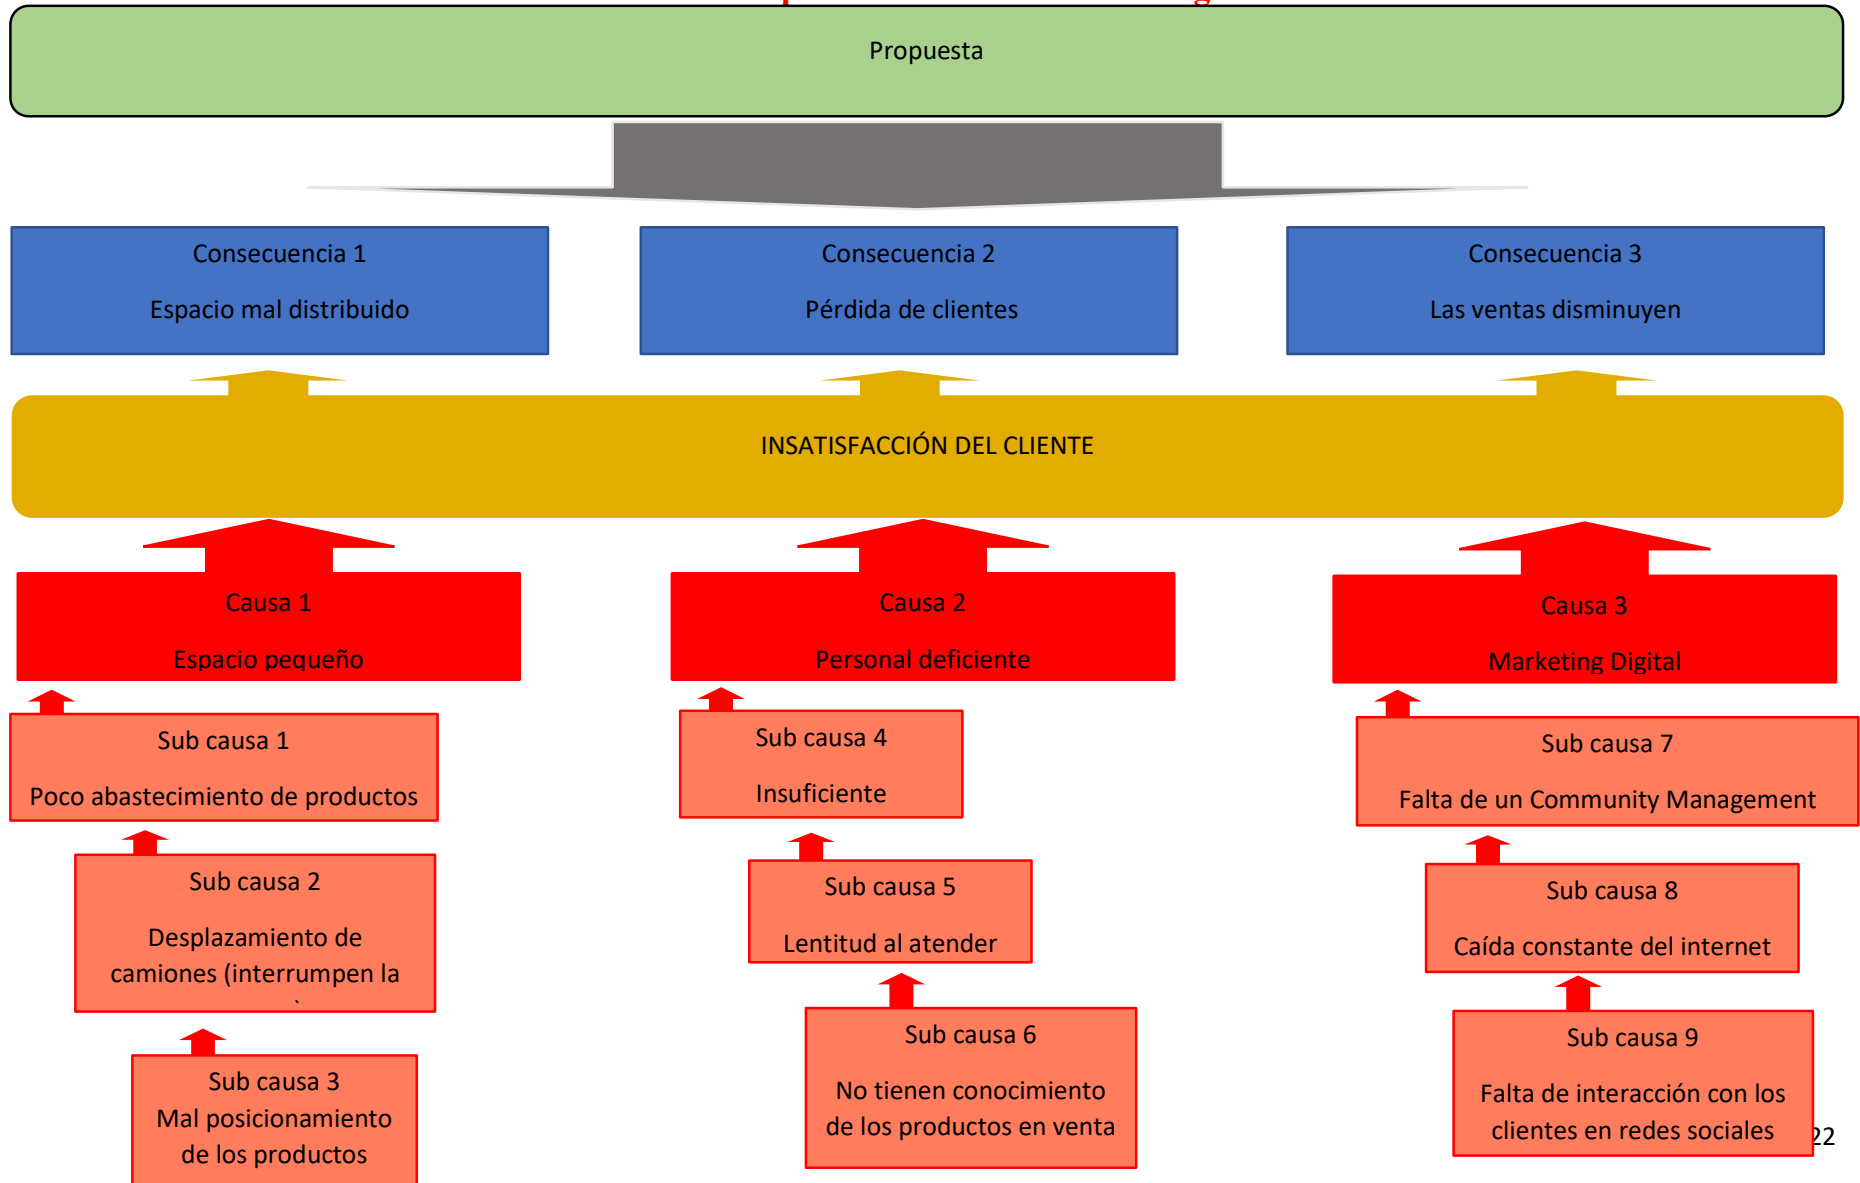 Propuesta
Consecuencia 1
Espacio mal distribuido
Consecuencia 2
Pérdida de clientes
Consecuencia 3
Las ventas disminuyen
INSATISFACCIÓN DEL CLIENTE
Causa 1
Espacio pequeño
Causa 2
Personal deficiente
Causa 3
Marketing Digital
Sub causa 1
Poco abastecimiento de productos
Sub causa 2
Desplazamiento de
camiones (interrumpen la
Sub causa 3
Mal posicionamiento
de los productos
Sub causa 4
Insuficiente
Sub causa 5
Lentitud al atender
Sub causa 6
No tienen conocimiento
de los productos en venta
Sub causa 7
Falta de un Community Management
Sub causa 8
Caída constante del internet
Sub causa 9
Falta de interacción con los
clientes en redes sociales
22